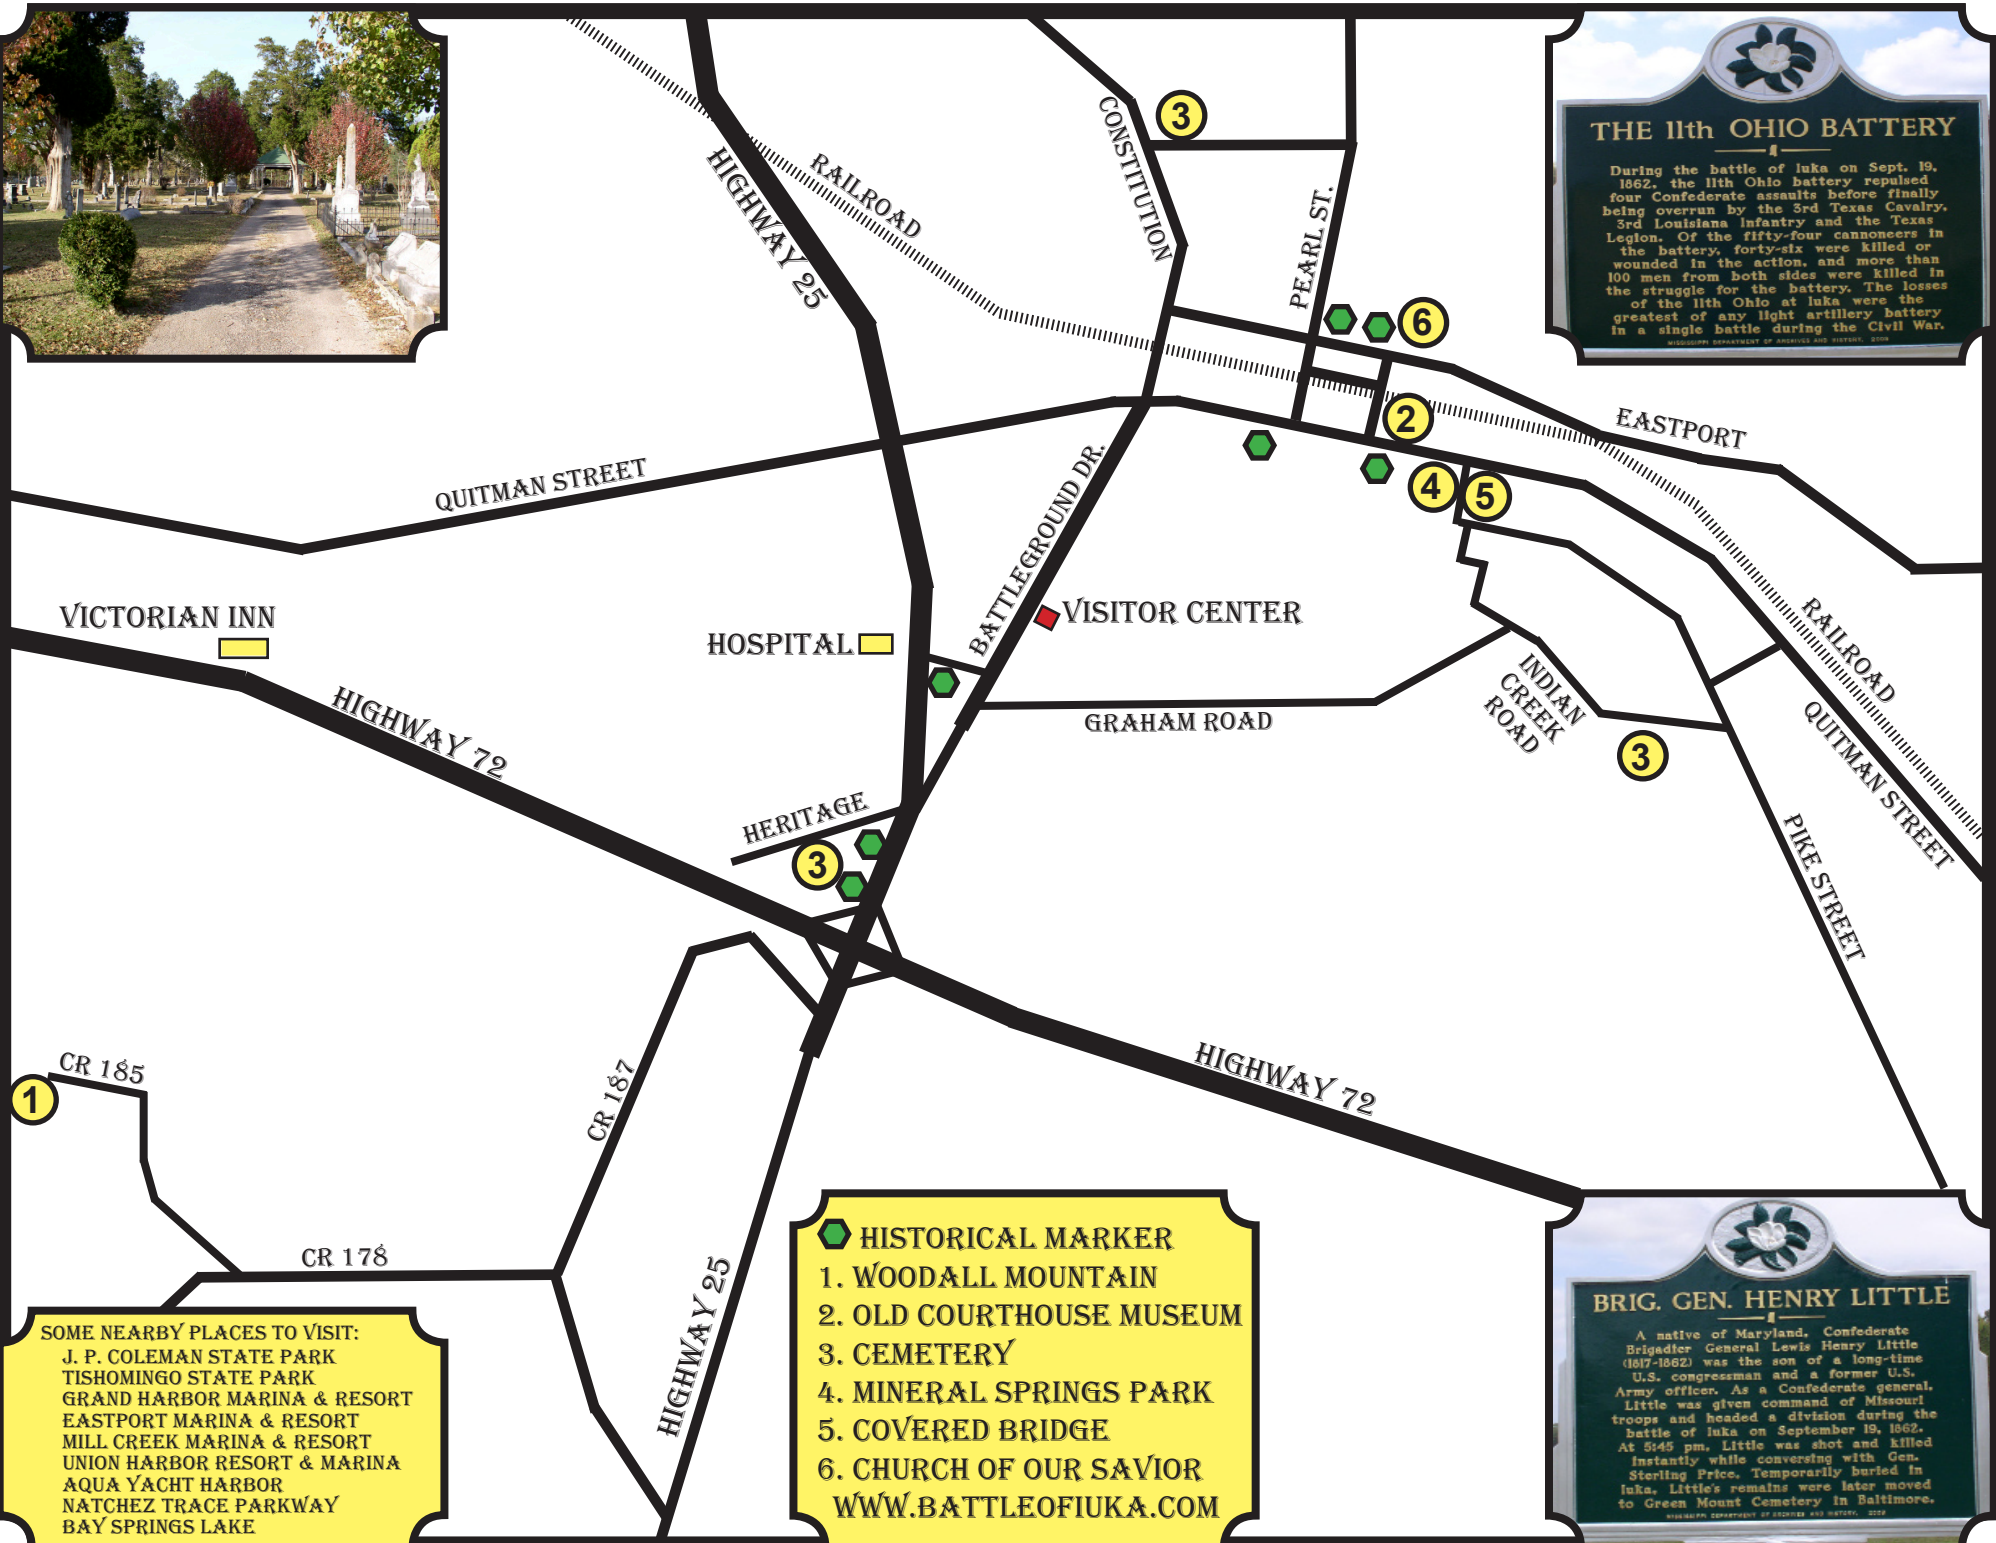 THE 11th OHIO BATTERY
During the battle of Iuka on Sept. 19,
1862, the 11th Ohio battery repulsed
four Confederate assaults before finally
being overrun by the 3rd Texas Cavalry,
3rd Louisiana Infantry and the Texas
Legion. Of the fifty-four cannoneers in
the battery, forty-six were killed or
wounded in the action, and more than
100 men from both sides were killed in
the struggle for the battery. The losses
of the 11th Ohio at Iuka were the
greatest of any light artillery battery
in a single battle during the Civil War.
MISSISSIPPI DEPARTMENT OF ARCHIVES AND HISTORY, 2009
CONSTITUTION
3
HIGHWAY 25
RAILROAD
PEARL ST.
6
2
EASTPORT
QUITMAN STREET
BATTLEGROUND DR.
4
5
VICTORIAN INN
HOSPITAL
VISITOR CENTER
RAILROAD
HIGHWAY 72
GRAHAM ROAD
INDIAN
CREEK
ROAD
3
QUITMAN STREET
HERITAGE
3
PIKE STREET
CR 185
1
CR 187
HIGHWAY 72
CR 178
HIGHWAY 25
SOME NEARBY PLACES TO VISIT:
J. P. COLEMAN STATE PARK
TISHOMINGO STATE PARK
GRAND HARBOR MARINA & RESORT
EASTPORT MARINA & RESORT
MILL CREEK MARINA & RESORT
UNION HARBOR RESORT & MARINA
AQUA YACHT HARBOR
NATCHEZ TRACE PARKWAY
BAY SPRINGS LAKE
HISTORICAL MARKER
1. WOODALL MOUNTAIN
2. OLD COURTHOUSE MUSEUM
3. CEMETERY
4. MINERAL SPRINGS PARK
5. COVERED BRIDGE
6. CHURCH OF OUR SAVIOR
WWW.BATTLEOFIUKA.COM
BRIG. GEN. HENRY LITTLE
A native of Maryland, Confederate
Brigadier General Lewis Henry Little
(1817-1862) was the son of a long-time
U.S. congressman and a former U.S.
Army officer. As a Confederate general,
Little was given command of Missouri
troops and headed a division during the
battle of Iuka on September 19, 1862.
At 5:45 pm, Little was shot and killed
instantly while conversing with Gen.
Sterling Price. Temporarily buried in
Iuka, Little's remains were later moved
to Green Mount Cemetery in Baltimore.
MISSISSIPPI DEPARTMENT OF ARCHIVES AND HISTORY, 2009